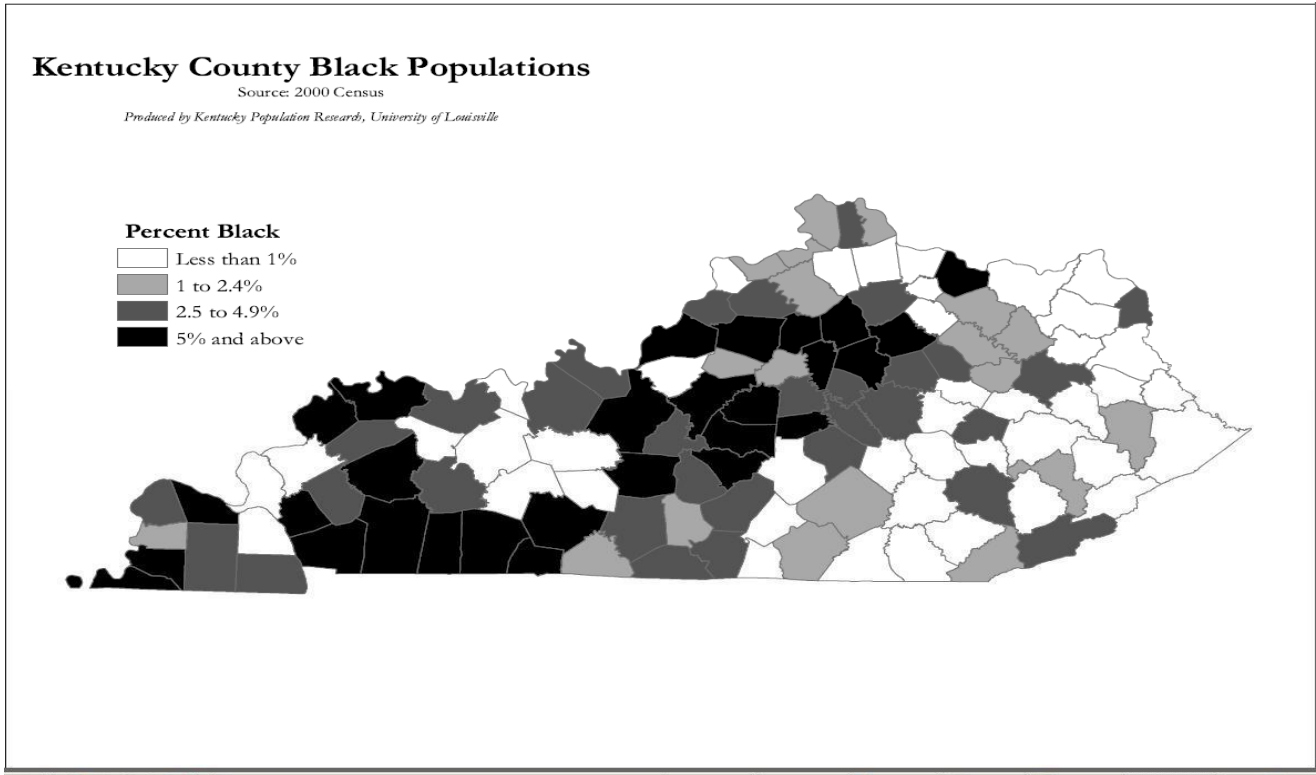 Kentucky County Black Populations
Source: 2000 Census
Produced by Kentucky Population Research, University of Louisville
Percent Black
Less than 1%
1 to 2.4%
2.5 to 4.9%
5% and above